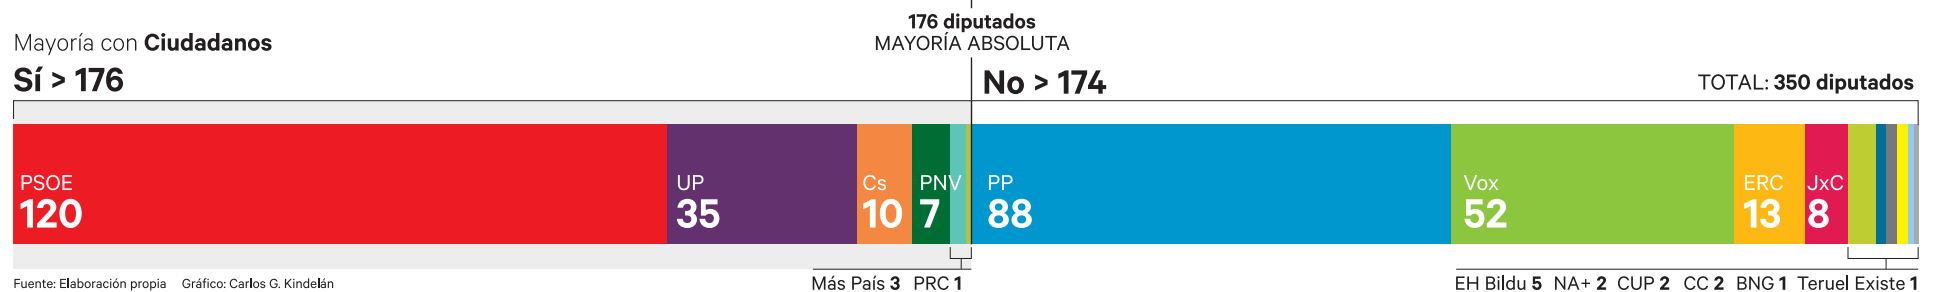 176 diputados
MAYORÍA ABSOLUTA
Mayoría con Ciudadanos
Sí > 176
No > 174
TOTAL: 350 diputados
PSOE
120
UP
35
Cs
10
PNV
7
PP
88
Vox
52
ERC
13
JxC
8
Más País 3 PRC 1
EH Bildu 5 NA+ 2 CUP 2 CC 2 BNG 1 Teruel Existe 1
Fuente: Elaboración propia Gráfico: Carlos G. Kindelán